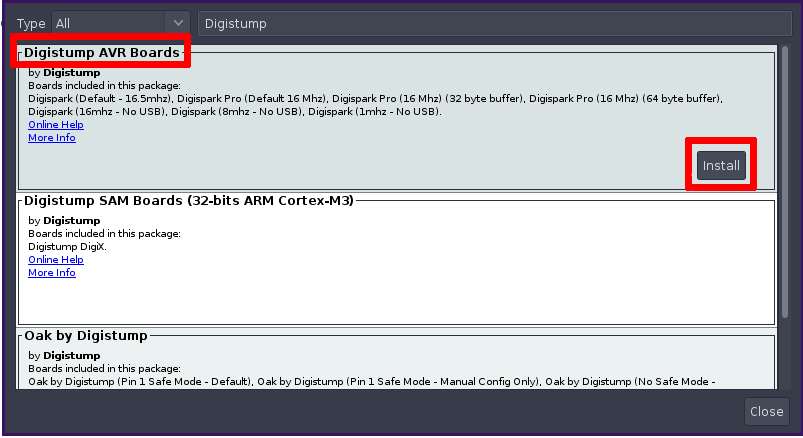 Type All Digistump
Digistump AVR Boards
by Digistump
Boards included in this package:
Digispark (Default - 16.5mhz), Digispark Pro (Default 16 Mhz), Digispark Pro (16 Mhz) (32 byte buffer), Digispark Pro (16 Mhz) (64 byte buffer),
Digispark (16mhz - No USB), Digispark (8mhz - No USB), Digispark (1mhz - No USB).
Online Help
More Info
Install
Digistump SAM Boards (32-bits ARM Cortex-M3)
by Digistump
Boards included in this package:
Digistump DigiX.
Online Help
More Info
Oak by Digistump
by Digistump
Boards included in this package:
Oak by Digistump (Pin 1 Safe Mode - Default), Oak by Digistump (Pin 1 Safe Mode - Manual Config Only), Oak by Digistump (No Safe Mode -
Close